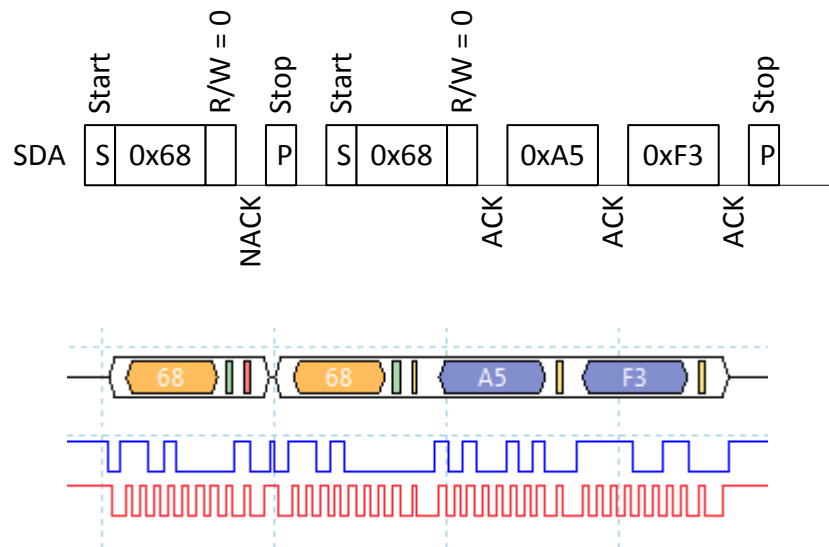 Start R/W = 0 Stop Start R/W = 0 Stop
SDA S 0x68 P S 0x68 0xA5 0xF3 P
NACK ACK ACK ACK
68 68 A5 F3